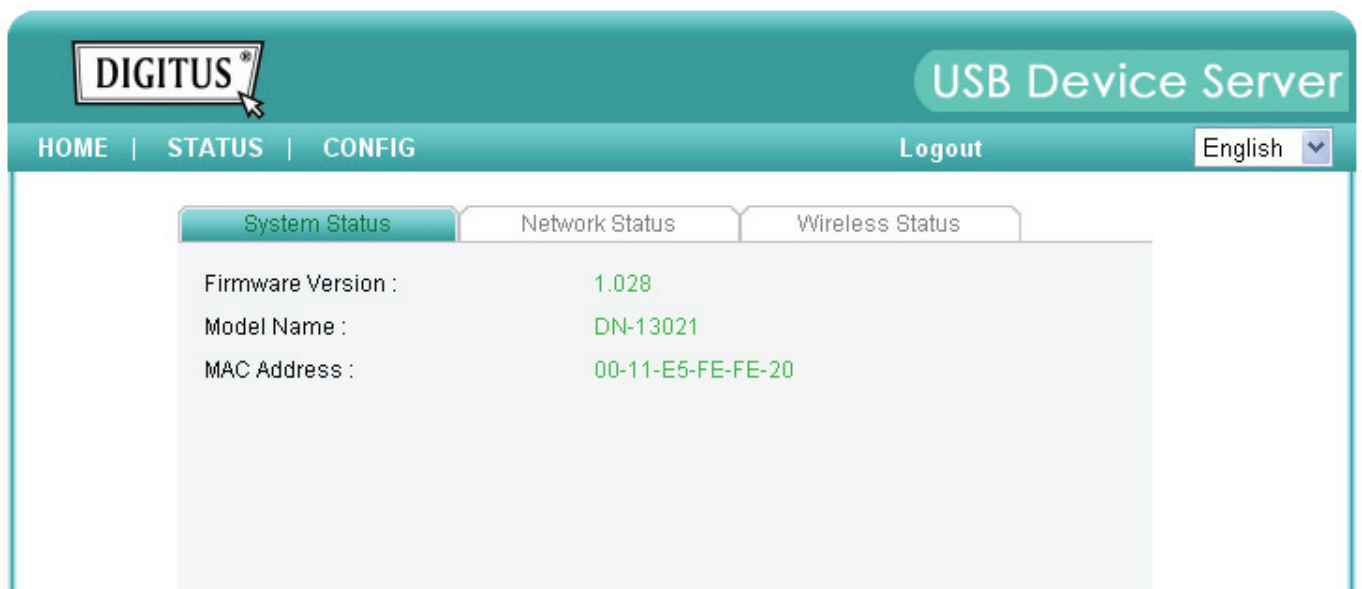 DIGITUS®
USB Device Server
HOME | STATUS | CONFIG Logout English
System Status Network Status Wireless Status
Firmware Version : 1.028
Model Name : DN-13021
MAC Address : 00-11-E5-FE-FE-20